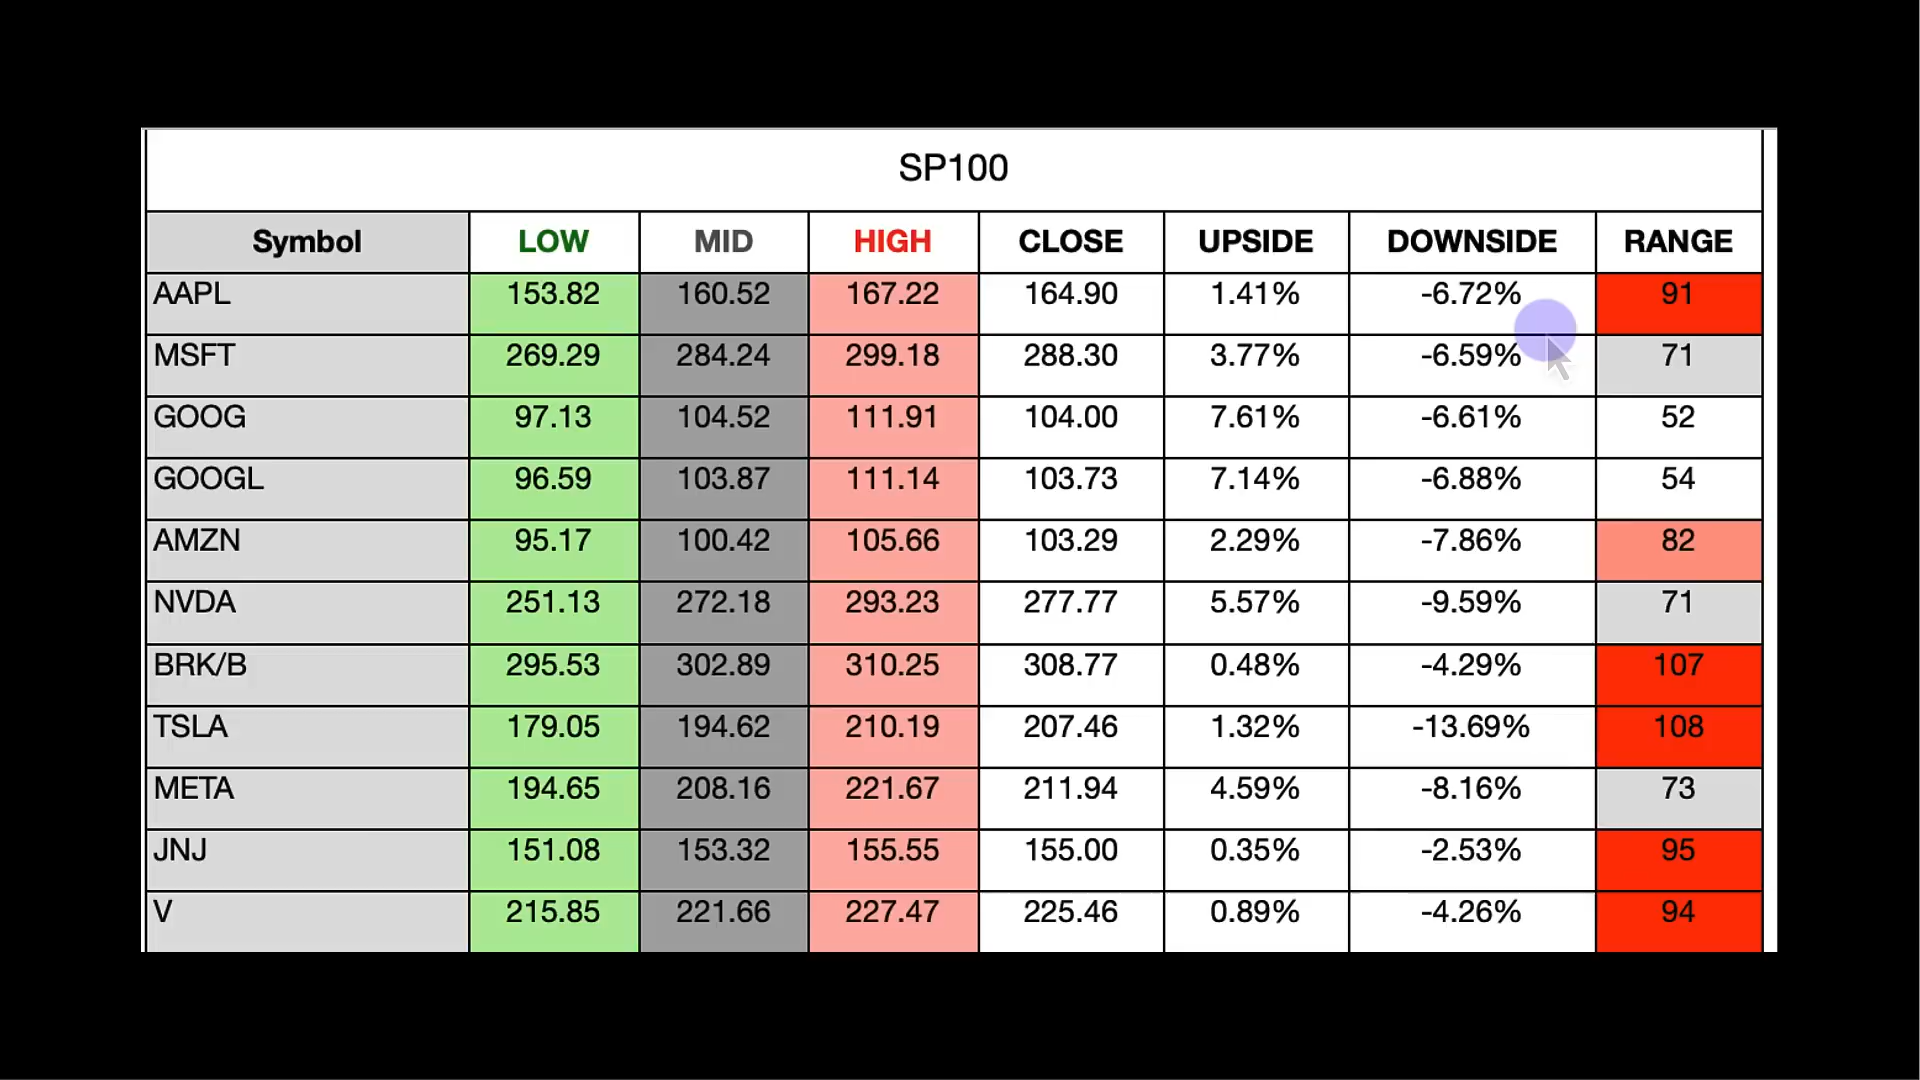 SP100
Symbol LOW MID HIGH CLOSE UPSIDE DOWNSIDE RANGE
AAPL 153.82 160.52 167.22 164.90 1.41% -6.72% 91
MSFT 269.29 284.24 299.18 288.30 3.77% -6.59% 71
GOOG 97.13 104.52 111.91 104.00 7.61% -6.61% 52
GOOGL 96.59 103.87 111.14 103.73 7.14% -6.88% 54
AMZN 95.17 100.42 105.66 103.29 2.29% -7.86% 82
NVDA 251.13 272.18 293.23 277.77 5.57% -9.59% 71
BRK/B 295.53 302.89 310.25 308.77 0.48% -4.29% 107
TSLA 179.05 194.62 210.19 207.46 1.32% -13.69% 108
META 194.65 208.16 221.67 211.94 4.59% -8.16% 73
JNJ 151.08 153.32 155.55 155.00 0.35% -2.53% 95
V 215.85 221.66 227.47 225.46 0.89% -4.26% 94